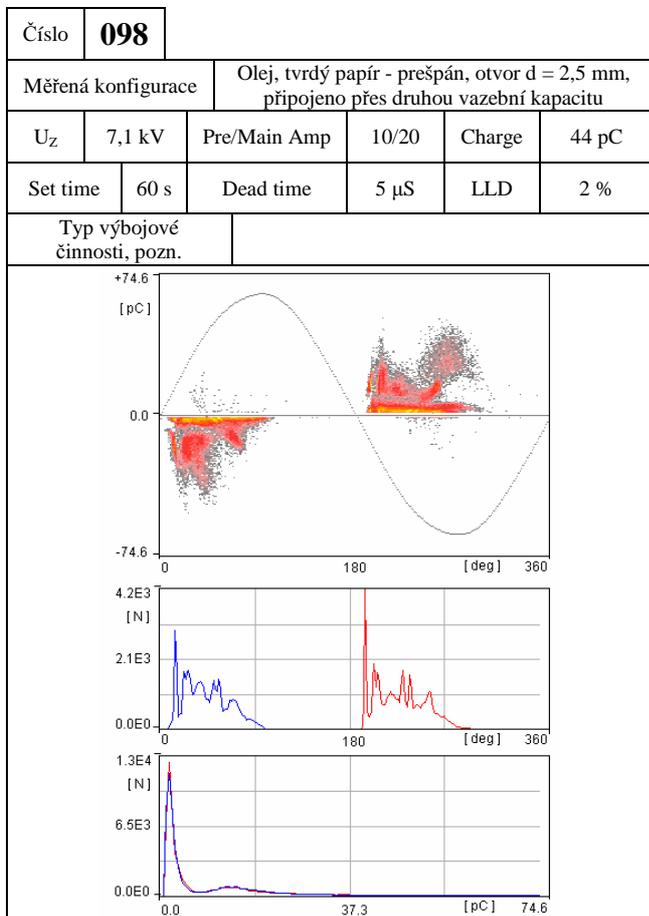 Číslo 098
Měřená konfigurace Olej, tvrdý papír - prešpán, otvor d = 2,5 mm,
připojeno přes druhou vazební kapacitu
UZ 7,1 kV Pre/Main Amp 10/20 Charge 44 pC
Set time 60 s Dead time 5 μS LLD 2 %
Typ výbojové
činnosti, pozn.
+74.6
[pC]
0.0
-74.6
0 180 [deg] 360
4.2E3
[N]
2.1E3
0.0E0
0 180 [deg] 360
1.3E4
[N]
6.5E3
0.0E0
0.0 37.3 [pC] 74.6